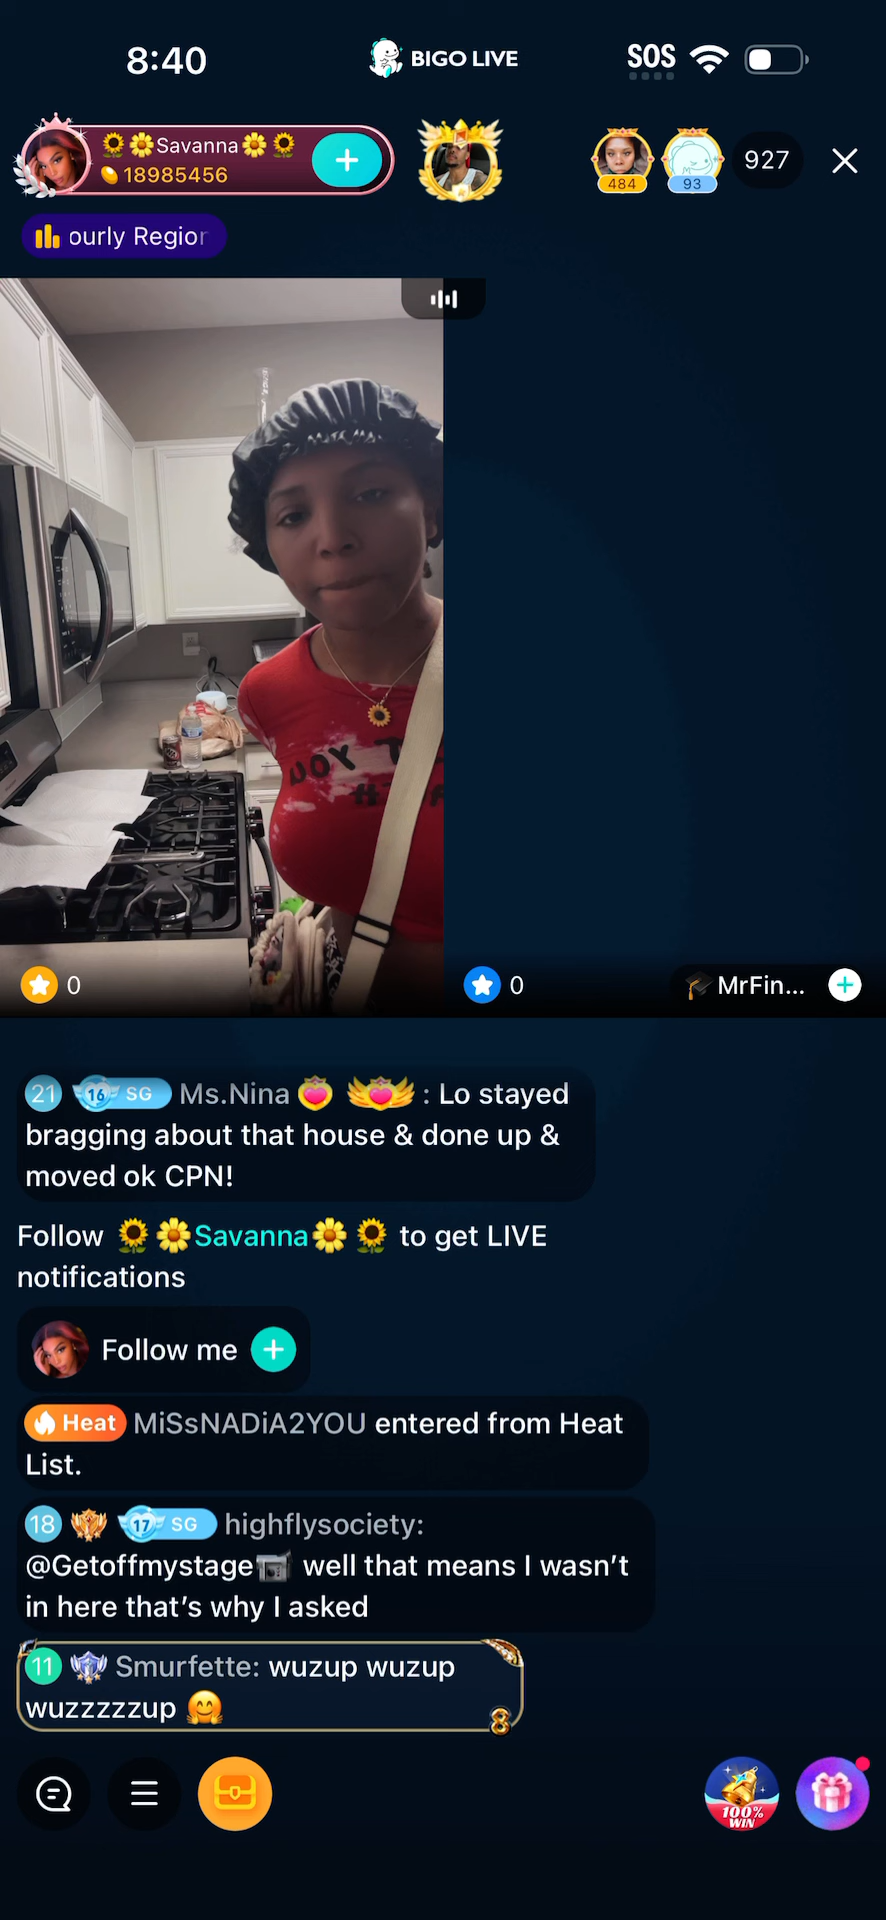 8:40
BIGO LIVE
SOS
🌻🌼Savanna🌼🌻
18985456
484
93
927
ourly Region
0
0
🎓MrFin...
21 16 SG Ms.Nina : Lo stayed
bragging about that house & done up &
moved ok CPN!
Follow 🌻🌼Savanna🌼🌻 to get LIVE
notifications
Follow me
Heat MiSsNADiA2YOU entered from Heat
List.
18 17 SG highflysociety:
@Getoffmystage🎥 well that means I wasn't
in here that's why I asked
11 Smurfette: wuzup wuzup
wuzzzzzup 🤗
8
100%
WIN